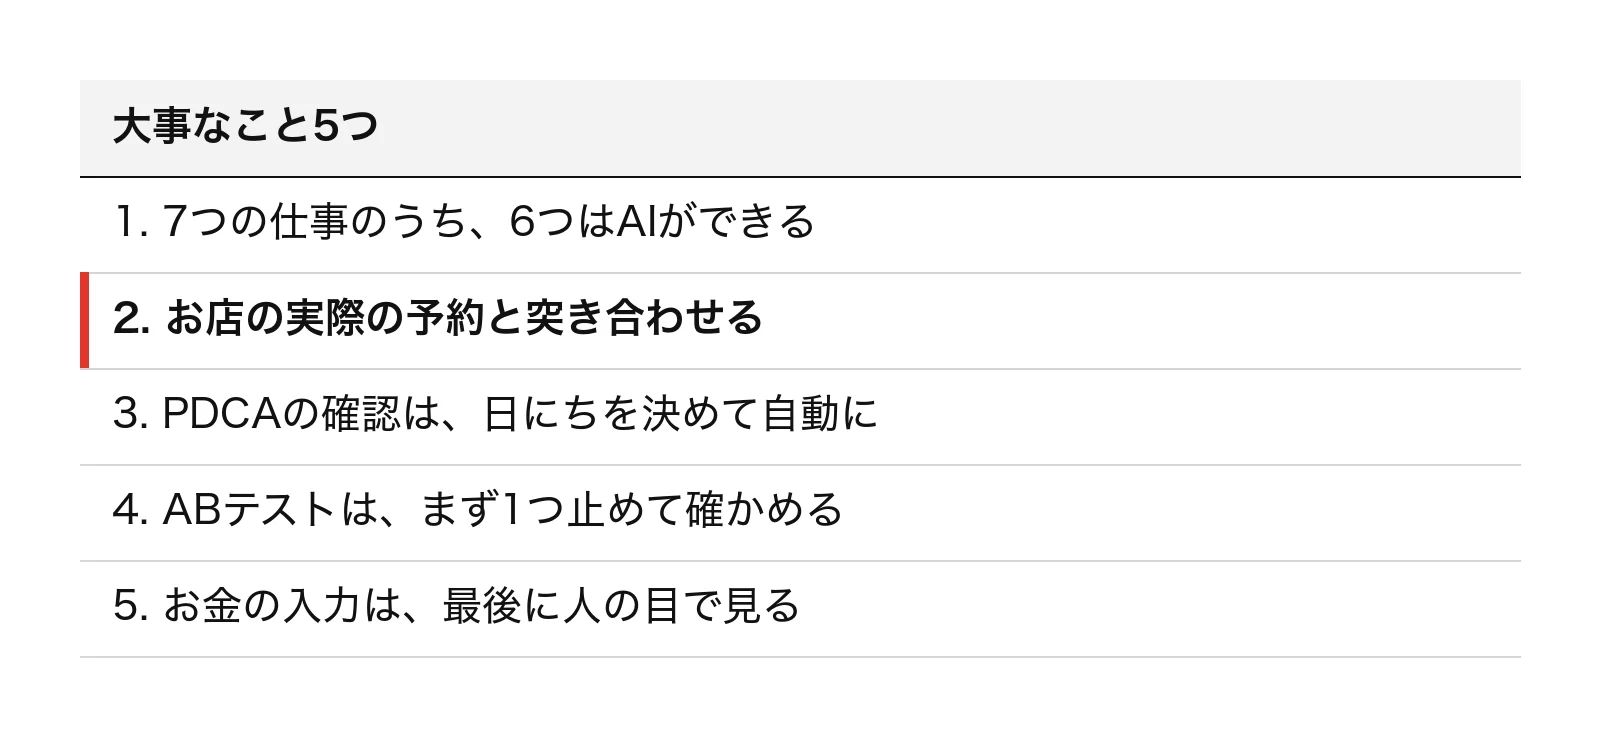 大事なこと5つ
1. 7つの仕事のうち、6つはAIができる
2. お店の実際の予約と突き合わせる
3. PDCAの確認は、日にちを決めて自動に
4. ABテストは、まず1つ止めて確かめる
5. お金の入力は、最後に人の目で見る